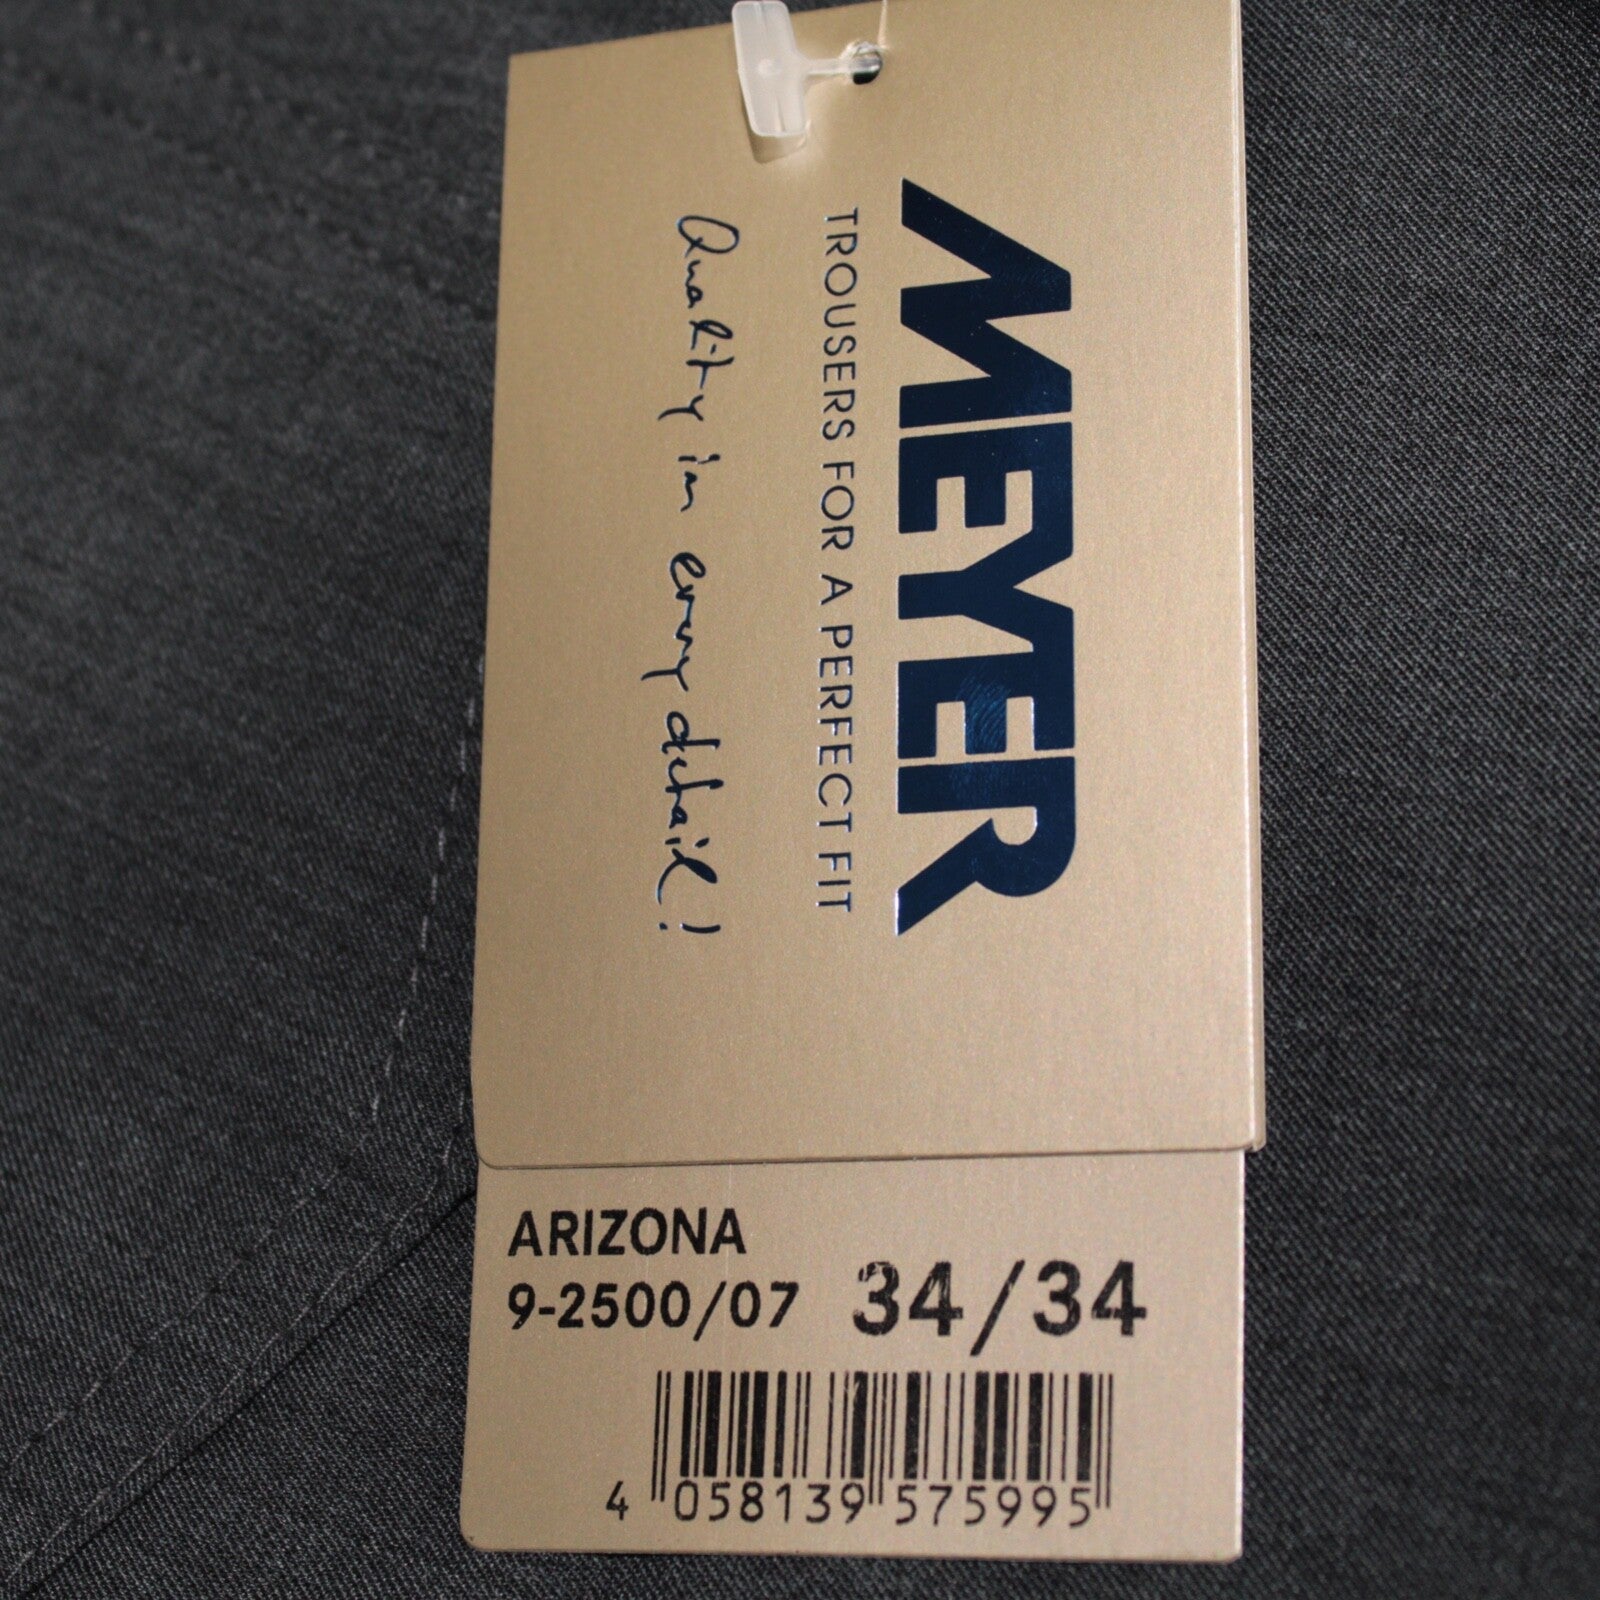 MEYER
TROUSERS FOR A PERFECT FIT
Quality in every detail!
ARIZONA
9-2500/07 34/34
4 058139 575995